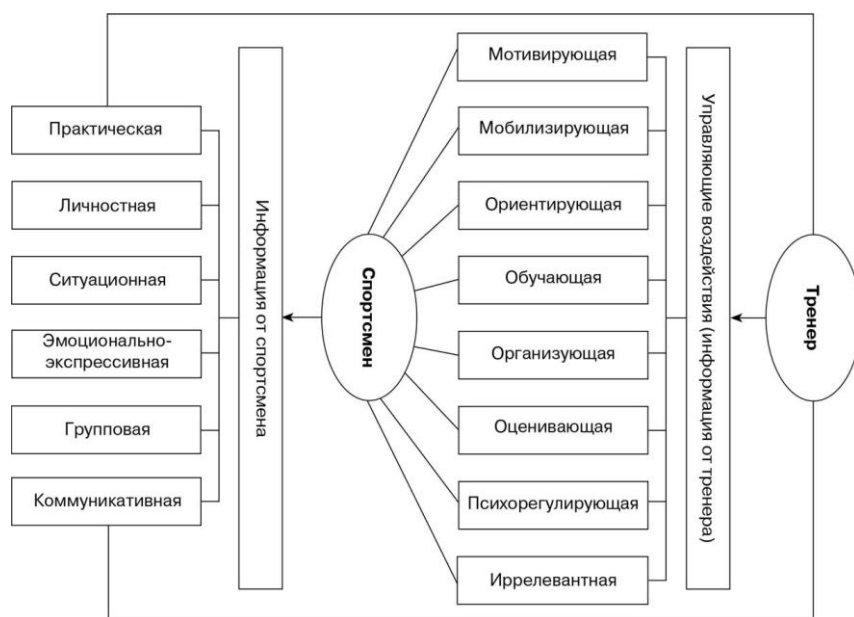 Практическая
Личностная
Ситуационная
Эмоционально-
экспрессивная
Групповая
Коммуникативная
Информация от спортсмена
Спортсмен
Мотивирующая
Мобилизирующая
Ориентирующая
Обучающая
Организующая
Оценивающая
Психорегулирующая
Иррелевантная
Управляющие воздействия (информация от тренера)
Тренер